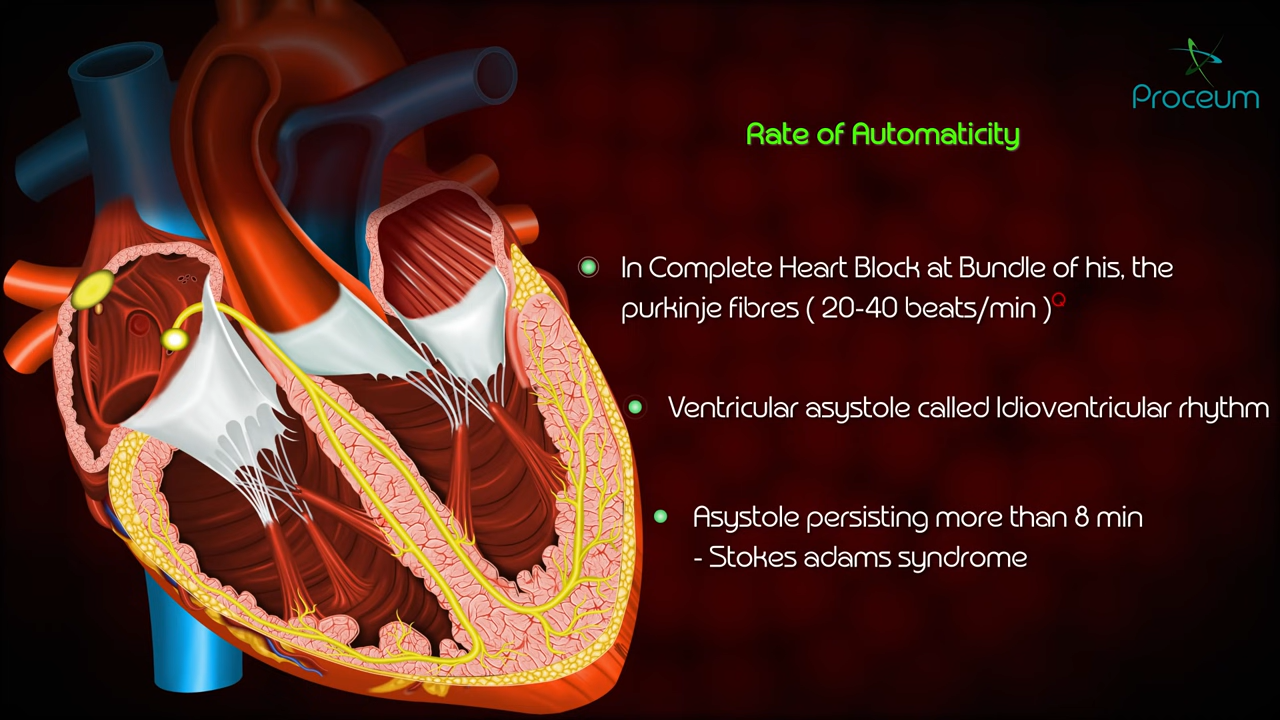 Proceum
Rate of Automaticity
In Complete Heart Block at Bundle of his, the
purkinje fibres ( 20-40 beats/min )Q
Ventricular asystole called Idioventricular rhythm
Asystole persisting more than 8 min
- Stokes adams syndrome